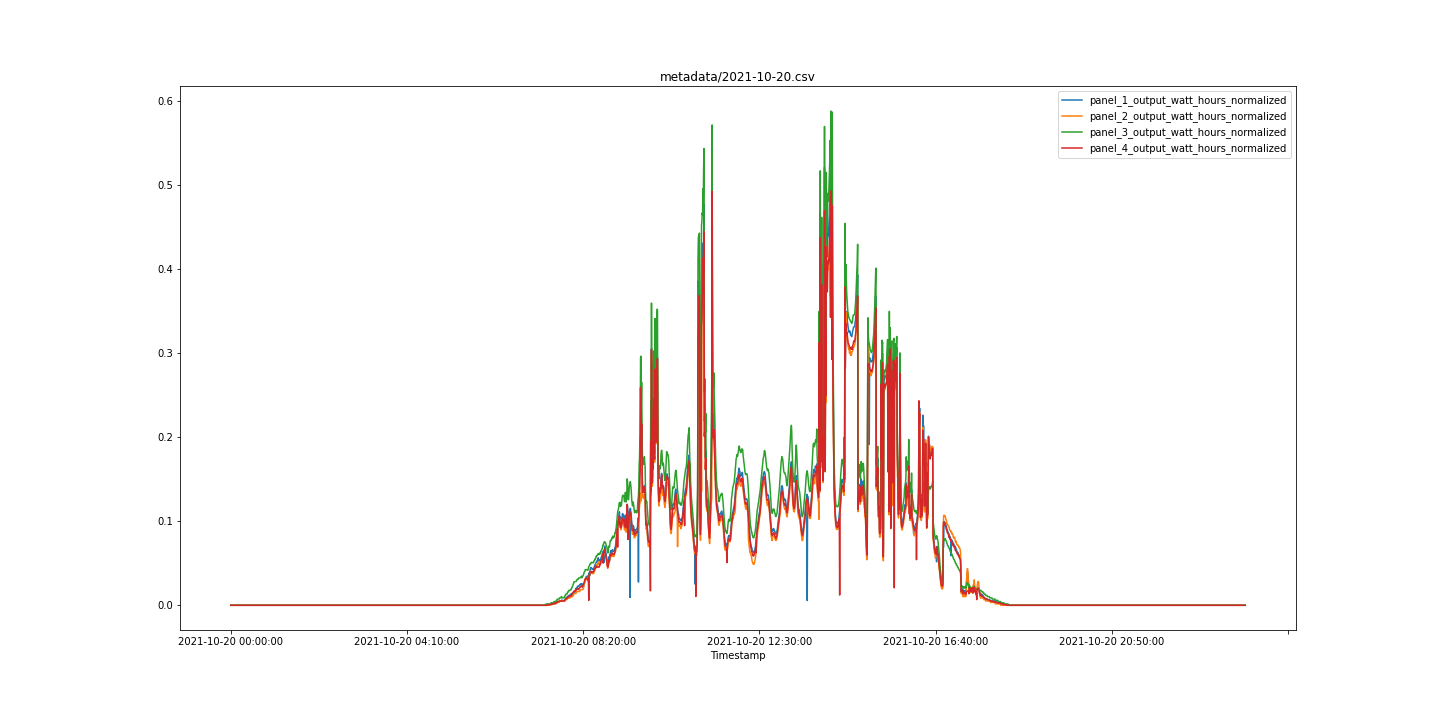 metadata/2021-10-20.csv
panel_1_output_watt_hours_normalized
panel_2_output_watt_hours_normalized
panel_3_output_watt_hours_normalized
panel_4_output_watt_hours_normalized
0.6
0.5
0.4
0.3
0.2
0.1
0.0
2021-10-20 00:00:00 2021-10-20 04:10:00 2021-10-20 08:20:00 2021-10-20 12:30:00 2021-10-20 16:40:00 2021-10-20 20:50:00
Timestamp